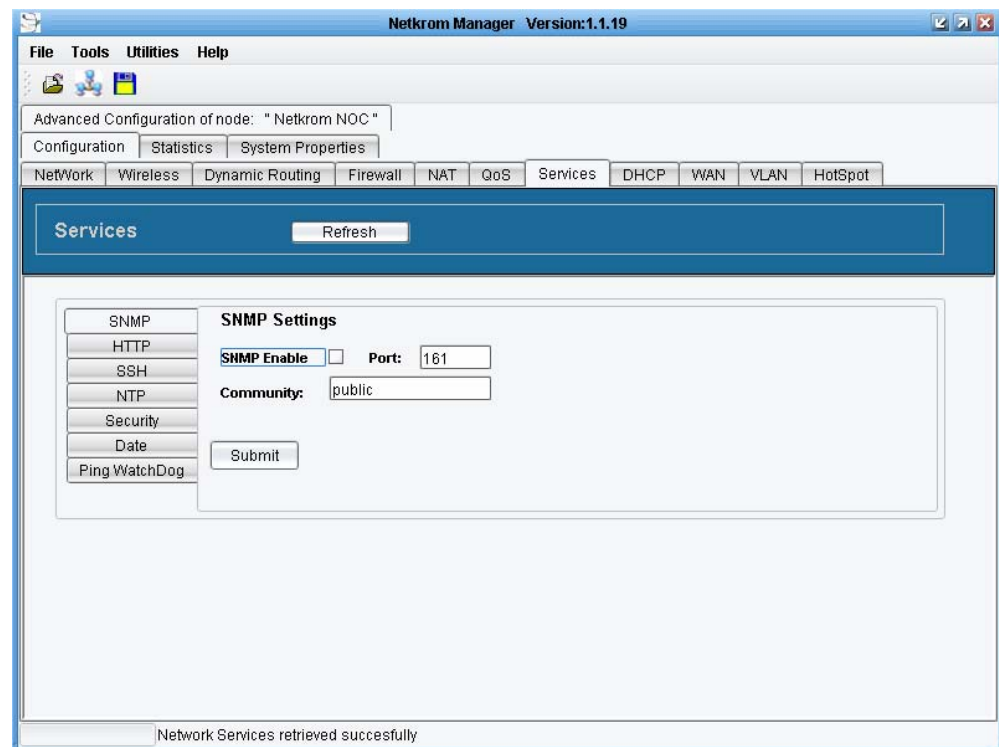 Netkrom Manager Version:1.1.19
File Tools Utilities Help
Advanced Configuration of node: " Netkrom NOC "
Configuration Statistics System Properties
NetWork Wireless Dynamic Routing Firewall NAT QoS Services DHCP WAN VLAN HotSpot
Services Refresh
SNMP
HTTP
SSH
NTP
Security
Date
Ping WatchDog
SNMP Settings
SNMP Enable Port: 161
Community: public
Submit
Network Services retrieved succesfully